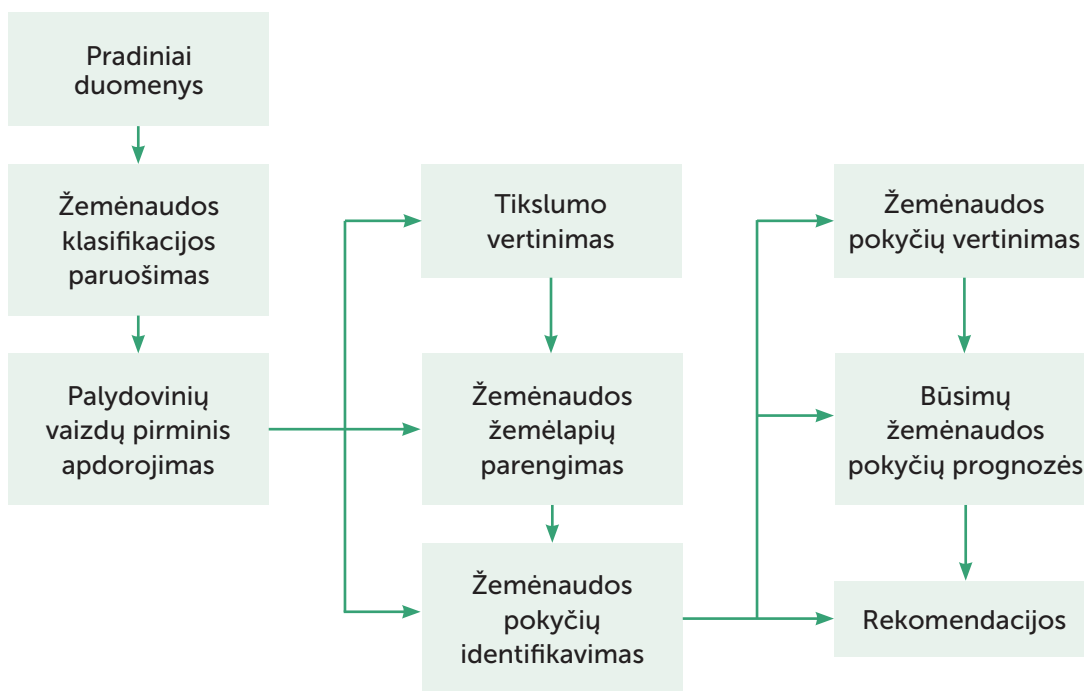 Pradiniai
duomenys
Žemėnaudos
klasifikacijos
paruošimas
Palydovinių
vaizdų pirminis
apdorojimas
Tikslumo
vertinimas
Žemėnaudos
žemėlapių
parengimas
Žemėnaudos
pokyčių
identifikavimas
Žemėnaudos
pokyčių vertinimas
Būsimų
žemėnaudos
pokyčių prognozės
Rekomendacijos